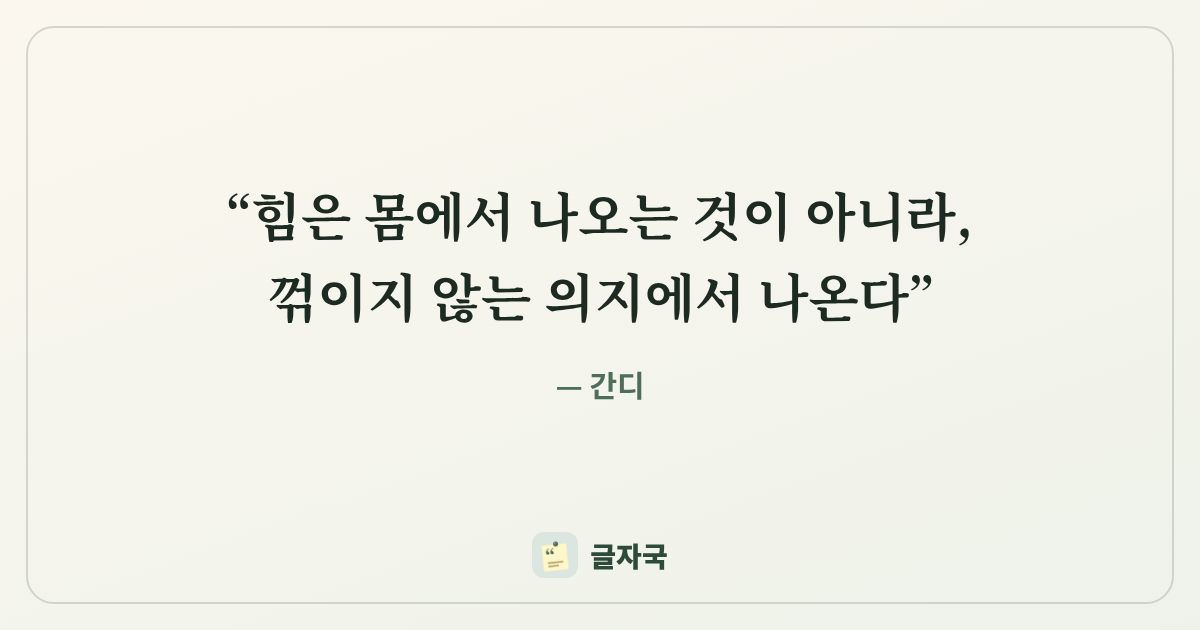 “힘은 몸에서 나오는 것이 아니라,
꺾이지 않는 의지에서 나온다”
— 간디
글자국